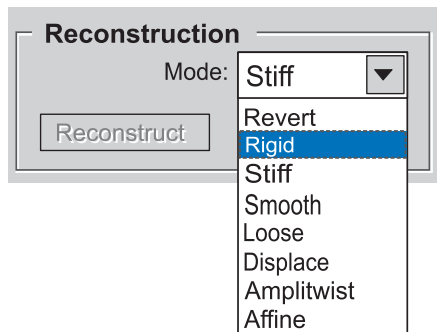 Reconstruction
Mode: Stiff
Reconstruct
Revert
Rigid
Stiff
Smooth
Loose
Displace
Amplitwist
Affine